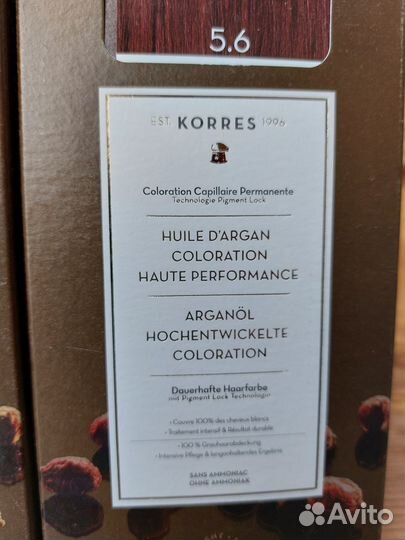 5.6
EST. KORRES 1996
Coloration Capillaire Permanente
Technologie Pigment Lock
HUILE D'ARGAN
COLORATION
HAUTE PERFORMANCE
ARGANÖL
HOCHENTWICKELTE
COLORATION
Dauerhafte Haarfarbe
mit Pigment Lock Technologie
• Couvre 100% des cheveux blancs
• Traitement intensif & Résultat durable
• 100 % Grauhaarabdeckung
• Intensive Pflege & langanhaltendes Ergebnis
SANS AMMONIAC
OHNE AMMONIAK
Avito